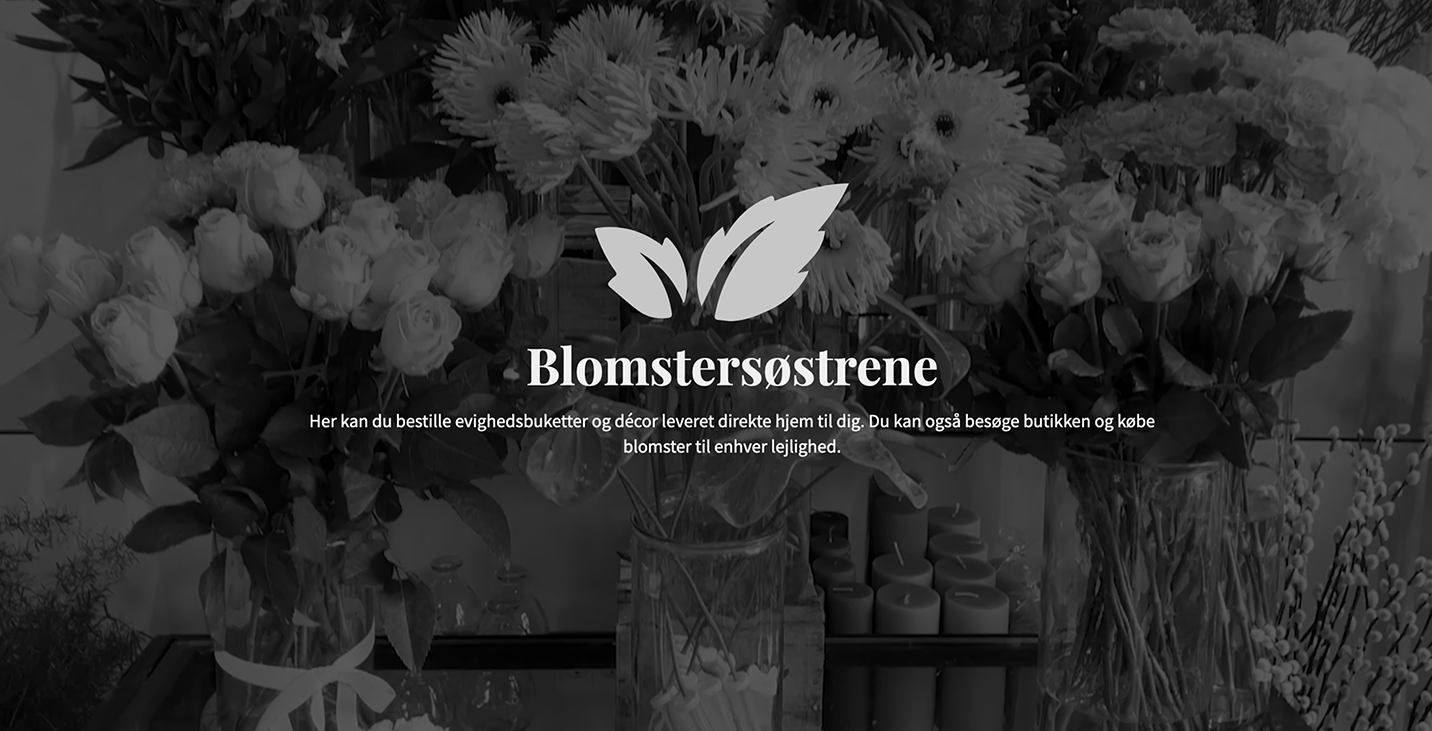 Blomstersøstrene
Her kan du bestille evighedsbuketter og décor leveret direkte hjem til dig. Du kan også besøge butikken og købe
blomster til enhver lejlighed.